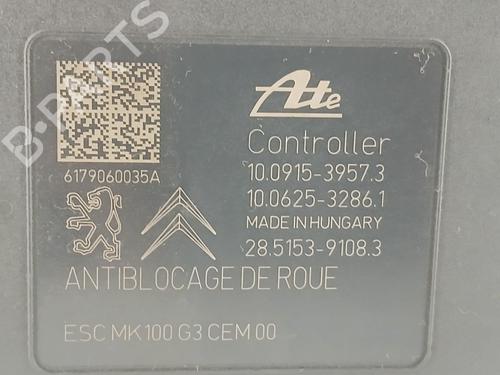 B-PARTS
Ate
Controller
6179060035A
10.0915-3957.3
10.0625-3286.1
MADE IN HUNGARY
28.5153-9108.3
ANTIBLOCAGE DE ROUE
ESC MK100 G3 CEM 00